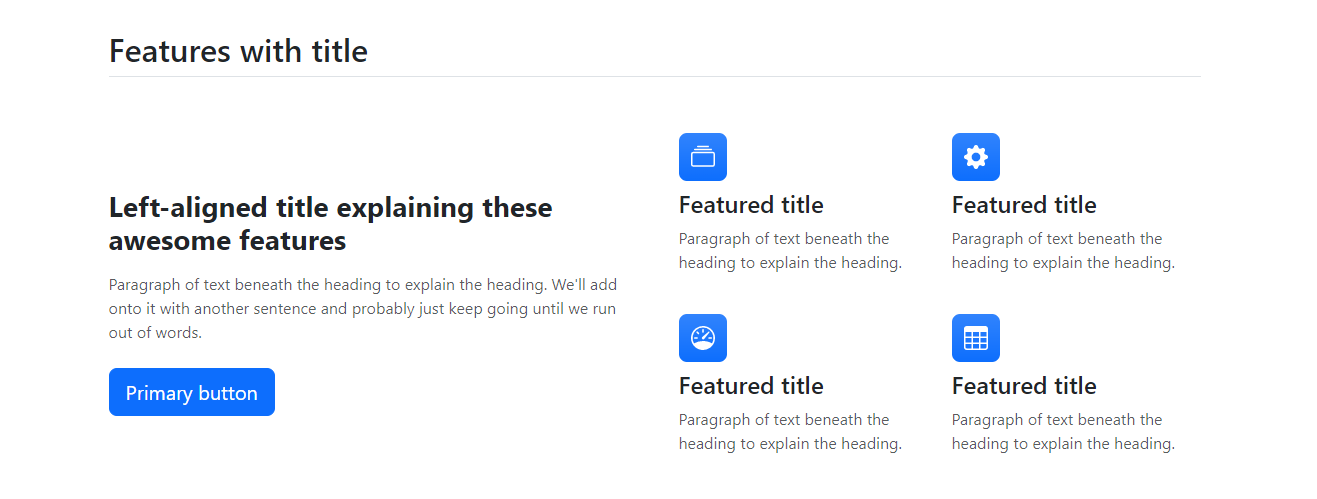 Features with title
Left-aligned title explaining these
awesome features
Paragraph of text beneath the heading to explain the heading. We'll add
onto it with another sentence and probably just keep going until we run
out of words.
Primary button
Featured title
Paragraph of text beneath the
heading to explain the heading.
Featured title
Paragraph of text beneath the
heading to explain the heading.
Featured title
Paragraph of text beneath the
heading to explain the heading.
Featured title
Paragraph of text beneath the
heading to explain the heading.